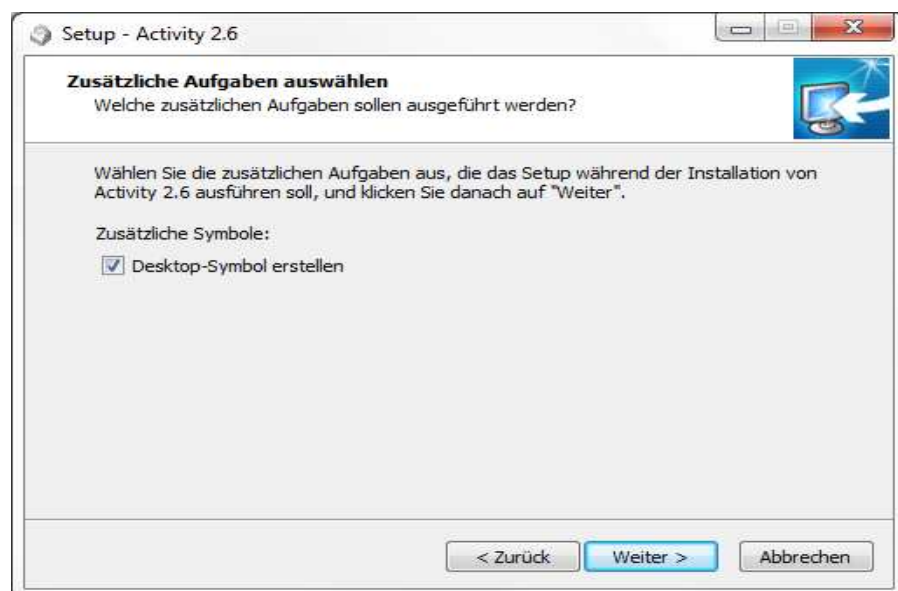 Setup - Activity 2.6
Zusätzliche Aufgaben auswählen
Welche zusätzlichen Aufgaben sollen ausgeführt werden?
Wählen Sie die zusätzlichen Aufgaben aus, die das Setup während der Installation von
Activity 2.6 ausführen soll, und klicken Sie danach auf "Weiter".
Zusätzliche Symbole:
Desktop-Symbol erstellen
< Zurück Weiter > Abbrechen